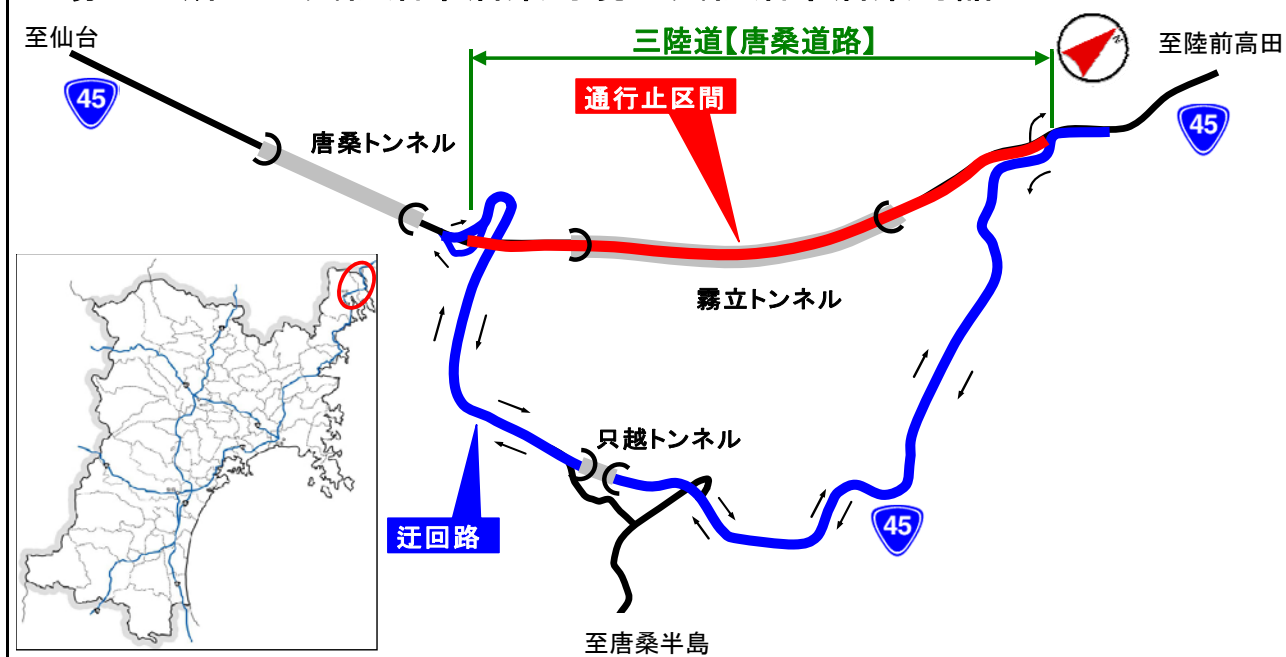 至仙台
三陸道【唐桑道路】
至陸前高田
45
通行止区間
45
唐桑トンネル
N
霧立トンネル
只越トンネル
迂回路
45
至唐桑半島